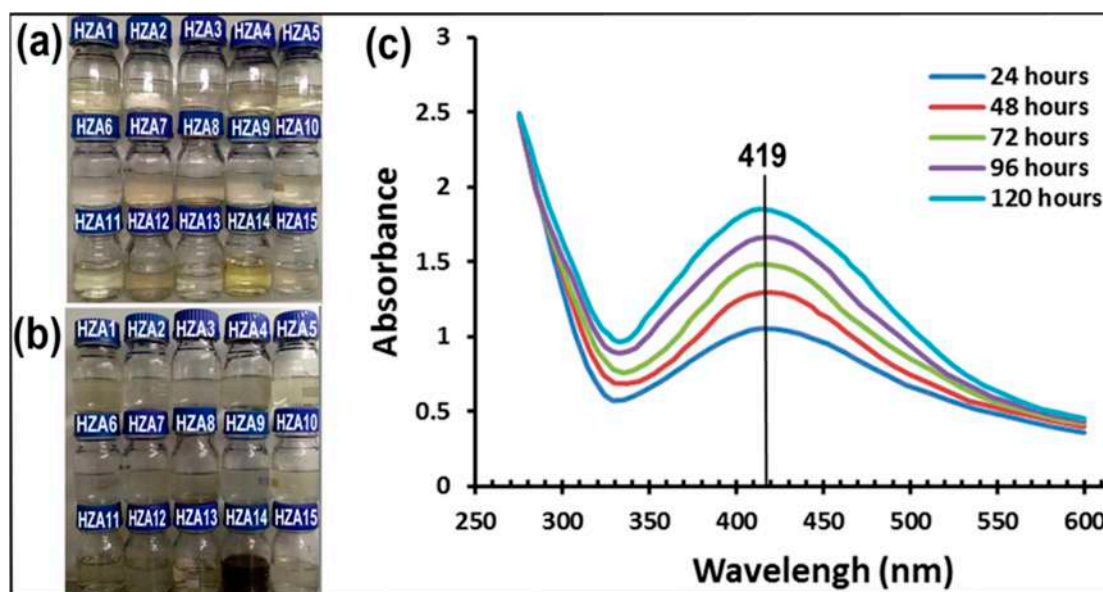 (a)
HZA1 HZA2 HZA3 HZA4 HZA5
HZA6 HZA7 HZA8 HZA9 HZA10
HZA11 HZA12 HZA13 HZA14 HZA15
(b)
HZA1 HZA2 HZA3 HZA4 HZA5
HZA6 HZA7 HZA8 HZA9 HZA10
HZA11 HZA12 HZA13 HZA14 HZA15
(c)
3
2.5
2
1.5
1
0.5
0
Absorbance
419
24 hours
48 hours
72 hours
96 hours
120 hours
250 300 350 400 450 500 550 600
Wavelengh (nm)